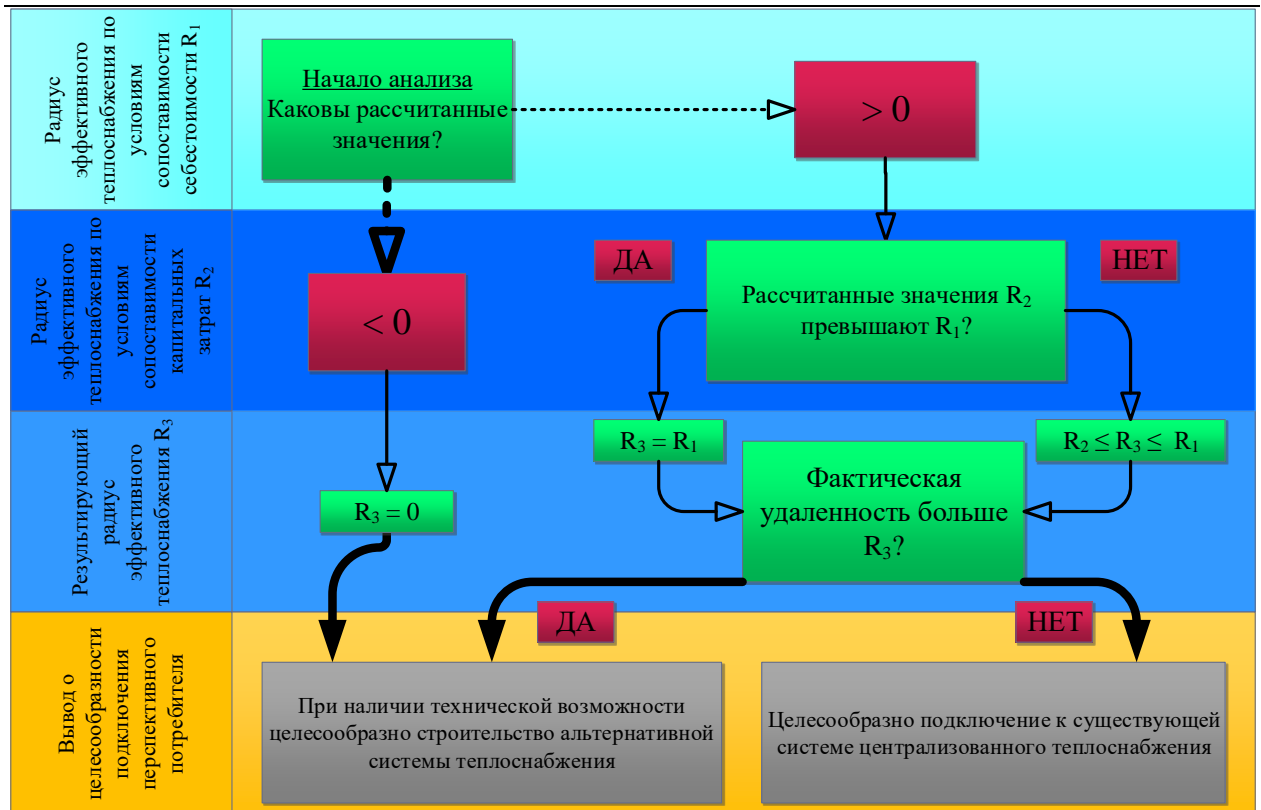 Радиус
эффективного
теплоснабжения по
условиям
сопоставимости
себестоимости R₁
Начало анализа
Каковы рассчитанные
значения?
> 0
Радиус
эффективного
теплоснабжения по
условиям
сопоставимости
капитальных
затрат R₂
< 0
ДА
Рассчитанные значения R₂
превышают R₁?
НЕТ
Результирующий
радиус
эффективного
теплоснабжения R₃
R₃ = 0
R₃ = R₁
Фактическая
удаленность больше
R₃?
R₂ ≤ R₃ ≤ R₁
Вывод о
целесообразности
подключения
перспективного
потребителя
ДА
НЕТ
При наличии технической возможности
целесообразно строительство альтернативной
системы теплоснабжения
Целесообразно подключение к существующей
системе централизованного теплоснабжения